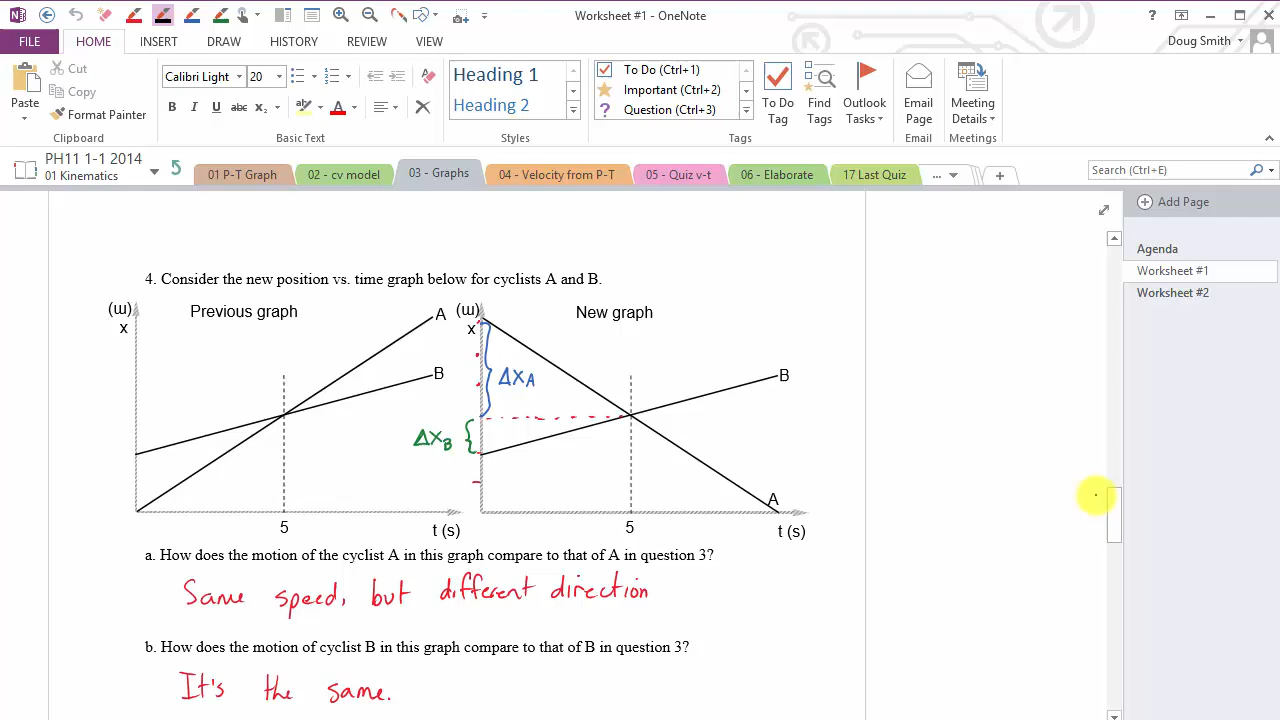 Worksheet #1 - OneNote
FILE HOME INSERT DRAW HISTORY REVIEW VIEW
Doug Smith
Paste
Cut
Copy
Format Painter
Clipboard
Calibri Light 20
B I U abc x₂ A
Basic Text
Heading 1
Heading 2
Styles
To Do (Ctrl+1)
Important (Ctrl+2)
Question (Ctrl+3)
To Do Tag
Find Tags
Outlook Tasks
Tags
Email Page
Email
Meeting Details
Meetings
PH11 1-1 2014
01 Kinematics
01 P-T Graph
02 - cv model
03 - Graphs
04 - Velocity from P-T
05 - Quiz v-t
06 - Elaborate
17 Last Quiz
...
Search (Ctrl+E)
Add Page
Agenda
Worksheet #1
Worksheet #2
4. Consider the new position vs. time graph below for cyclists A and B.
(m)
x
Previous graph
A
B
5
t (s)
(m)
x
New graph
ΔxA
ΔxB
B
A
5
t (s)
a. How does the motion of the cyclist A in this graph compare to that of A in question 3?
Same speed, but different direction
b. How does the motion of cyclist B in this graph compare to that of B in question 3?
It's the same.